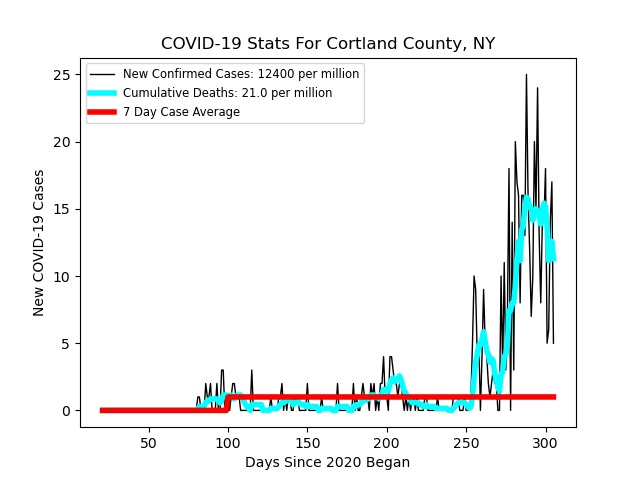 COVID-19 Stats For Cortland County, NY
New Confirmed Cases: 12400 per million
Cumulative Deaths: 21.0 per million
7 Day Case Average
New COVID-19 Cases
25
20
15
10
5
0
50 100 150 200 250 300
Days Since 2020 Began